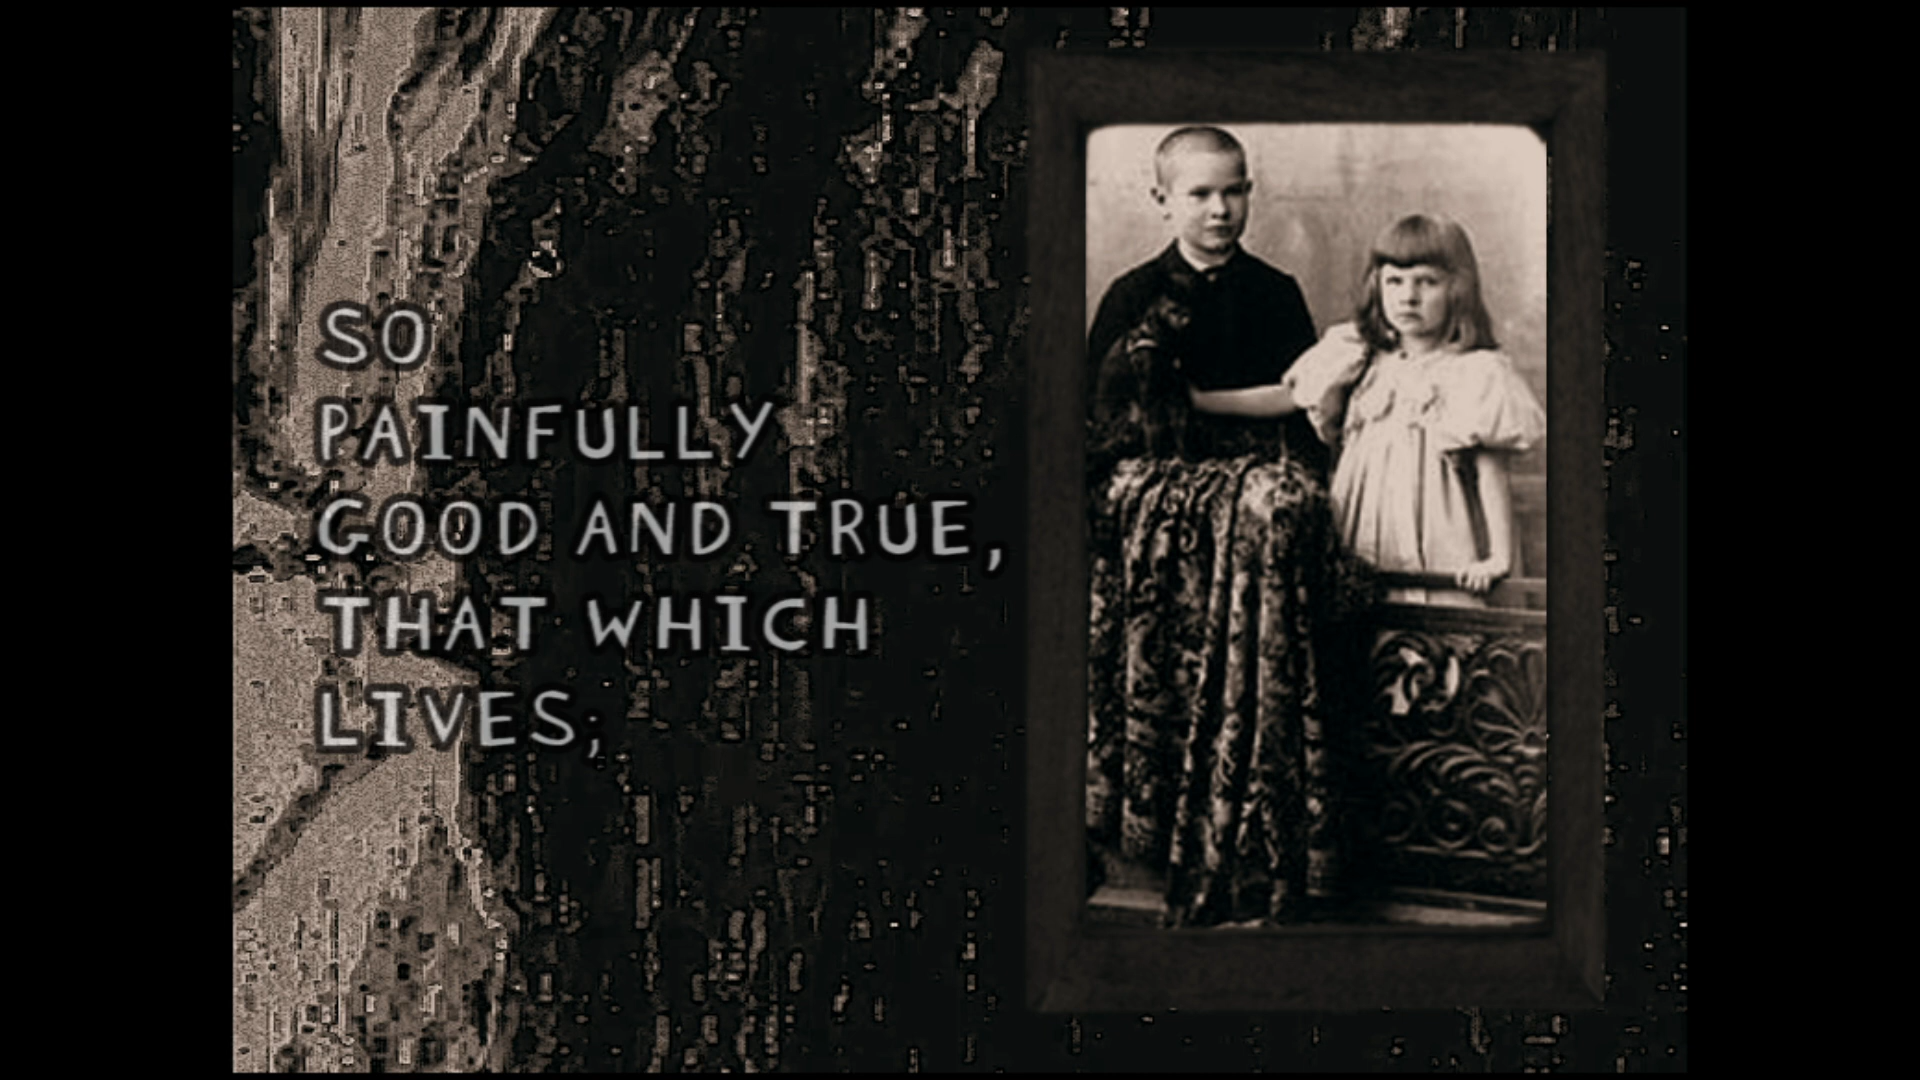 SO
PAINFULLY
GOOD AND TRUE,
THAT WHICH
LIVES;